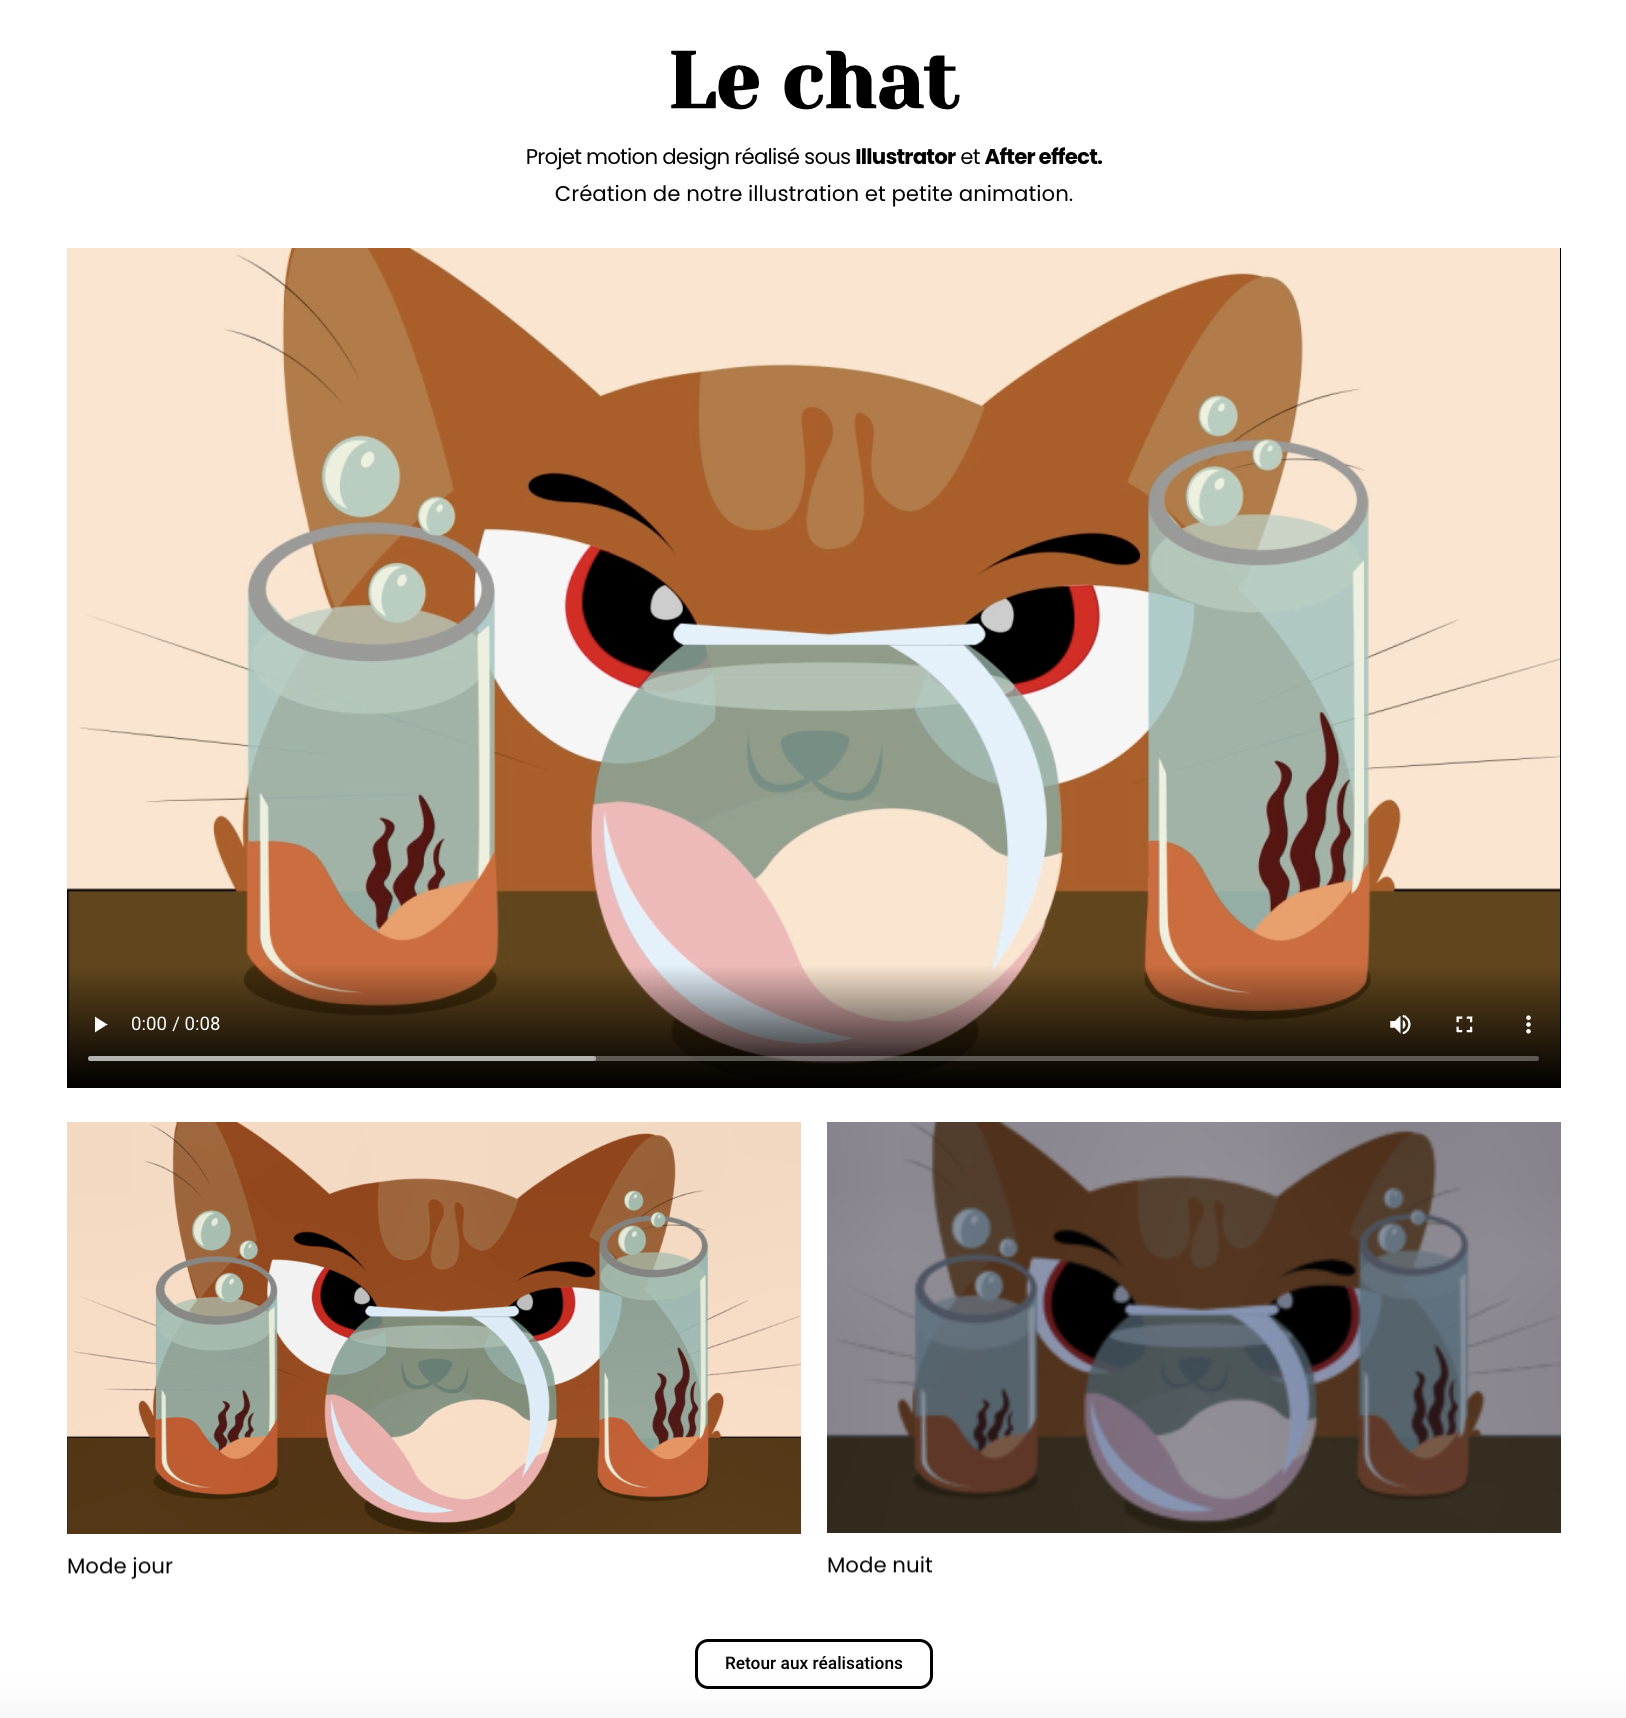 Le chat
Projet motion design réalisé sous Illustrator et After effect.
Création de notre illustration et petite animation.
0:00 / 0:08
Mode jour
Mode nuit
Retour aux réalisations